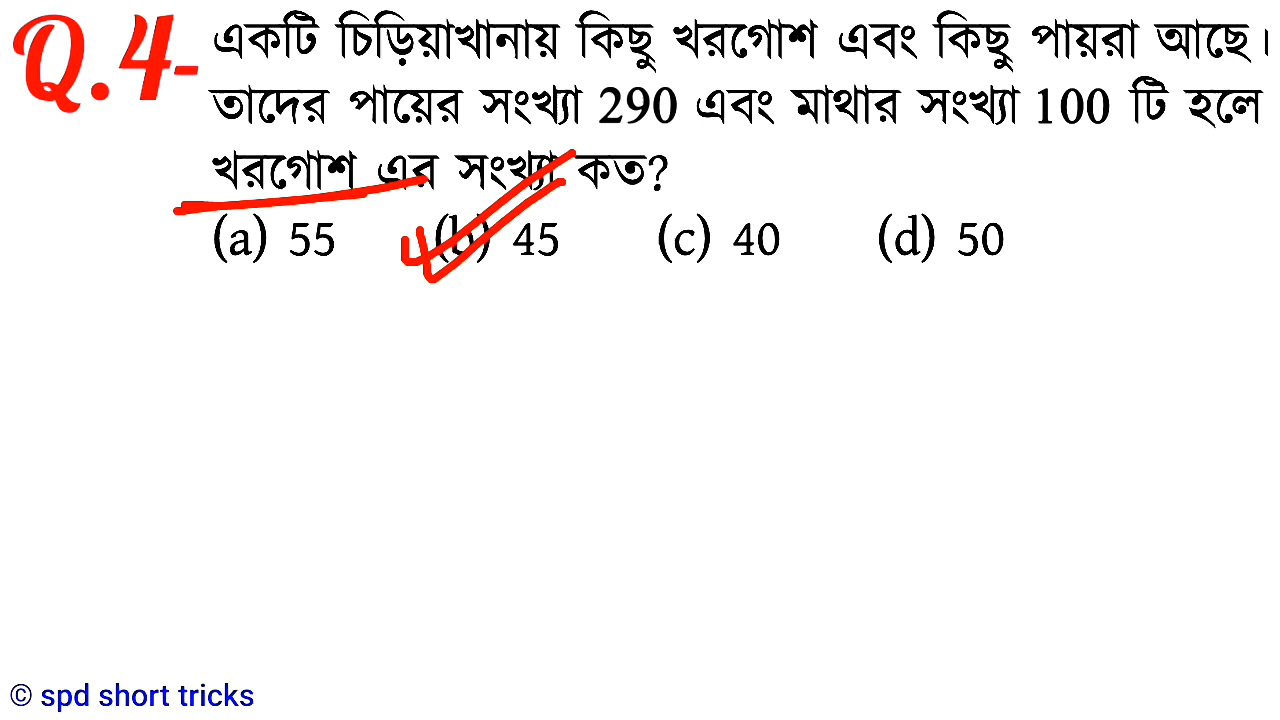 Q.4- একটি চিড়িয়াখানায় কিছু খরগোশ এবং কিছু পায়রা আছে।
তাদের পায়ের সংখ্যা 290 এবং মাথার সংখ্যা 100 টি হলে
খরগোশ এর সংখ্যা কত?
(a) 55 (b) 45 (c) 40 (d) 50
© spd short tricks